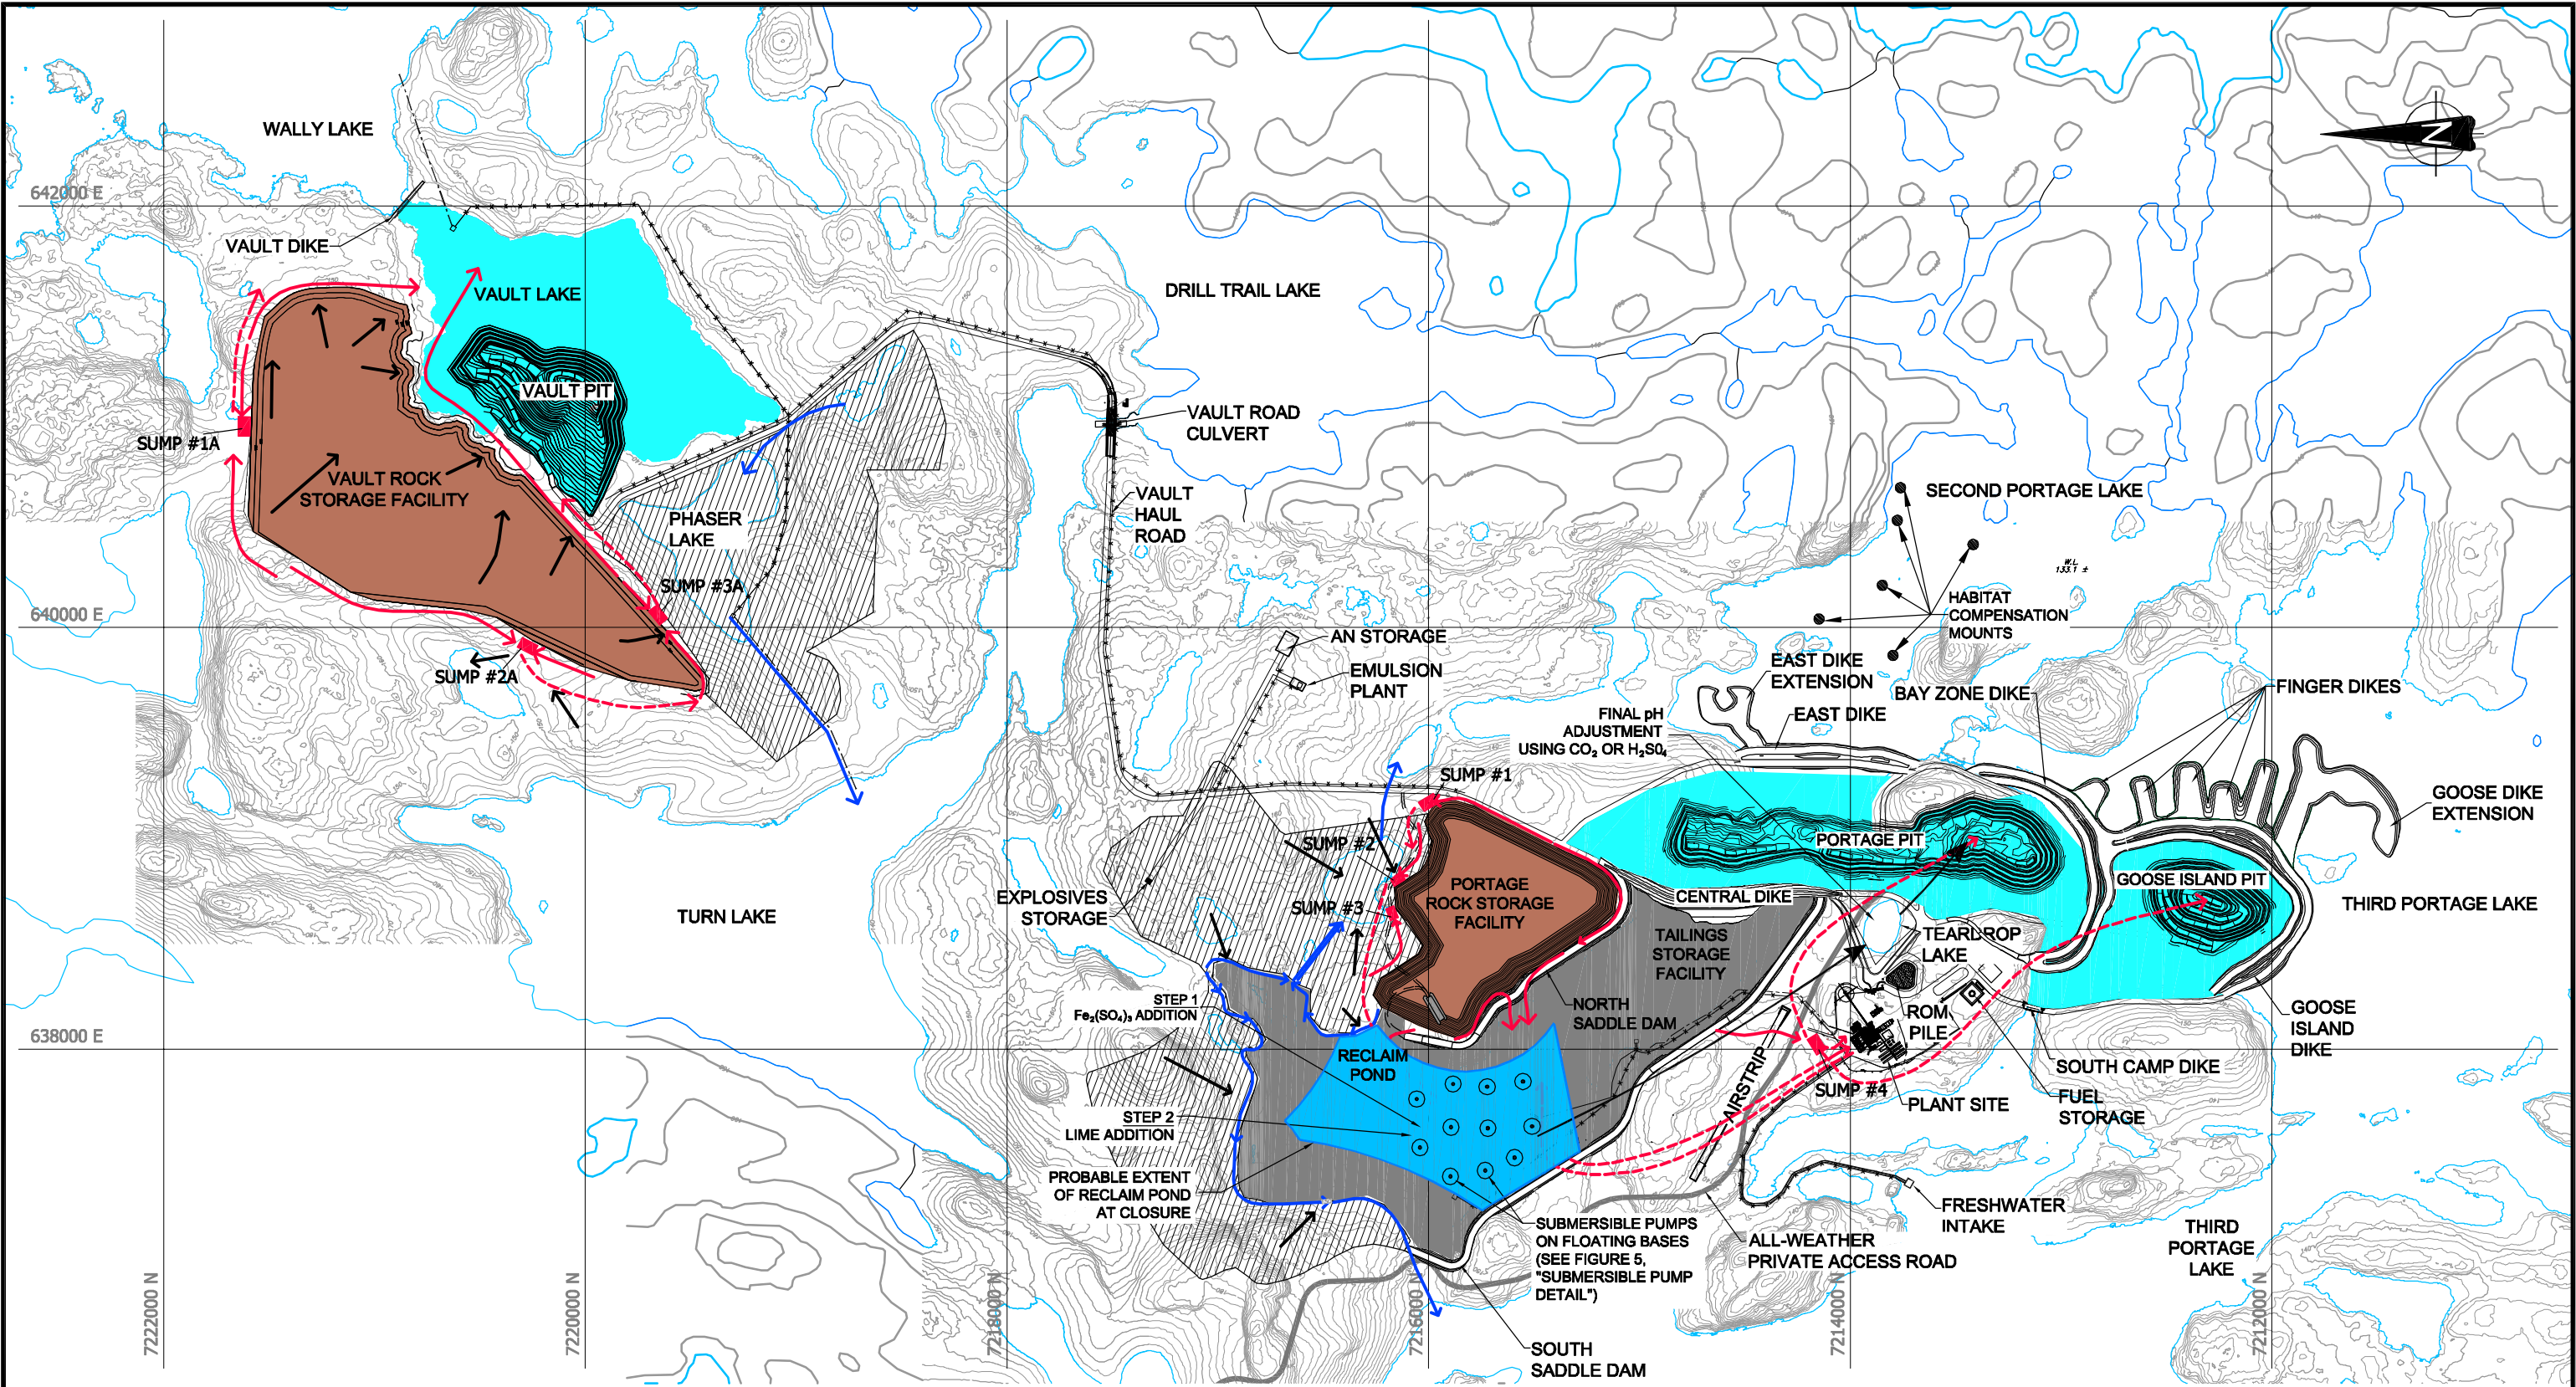 WALLY LAKE
642000 E
VAULT DIKE
VAULT LAKE
DRILL TRAIL LAKE
N
VAULT PIT
SUMP #1A
VAULT ROAD
CULVERT
VAULT ROCK
STORAGE FACILITY
VAULT
HAUL
ROAD
PHASER
LAKE
SECOND PORTAGE LAKE
W.L.
133.1 ±
SUMP #3A
640000 E
HABITAT
COMPENSATION
MOUNTS
AN STORAGE
EMULSION
PLANT
SUMP #2A
EAST DIKE
EXTENSION
BAY ZONE DIKE
FINGER DIKES
EAST DIKE
FINAL pH
ADJUSTMENT
USING CO₂ OR H₂SO₄
SUMP #1
GOOSE DIKE
EXTENSION
SUMP #2
PORTAGE PIT
EXPLOSIVES
STORAGE
SUMP #3
PORTAGE
ROCK STORAGE
FACILITY
CENTRAL DIKE
GOOSE ISLAND PIT
THIRD PORTAGE LAKE
TURN LAKE
TAILINGS
STORAGE
FACILITY
TEARDROP
LAKE
STEP 1
Fe₂(SO₄)₃ ADDITION
NORTH
SADDLE DAM
ROM
PILE
GOOSE
ISLAND
DIKE
638000 E
RECLAIM
POND
AIRSTRIP
SUMP #4
SOUTH CAMP DIKE
PLANT SITE
FUEL
STORAGE
STEP 2
LIME ADDITION
PROBABLE EXTENT
OF RECLAIM POND
AT CLOSURE
SUBMERSIBLE PUMPS
ON FLOATING BASES
(SEE FIGURE 5,
"SUBMERSIBLE PUMP
DETAIL")
FRESHWATER
INTAKE
ALL-WEATHER
PRIVATE ACCESS ROAD
THIRD
PORTAGE
LAKE
SOUTH
SADDLE DAM
7222000 N
7220000 N
7218000 N
7216000 N
7214000 N
7212000 N